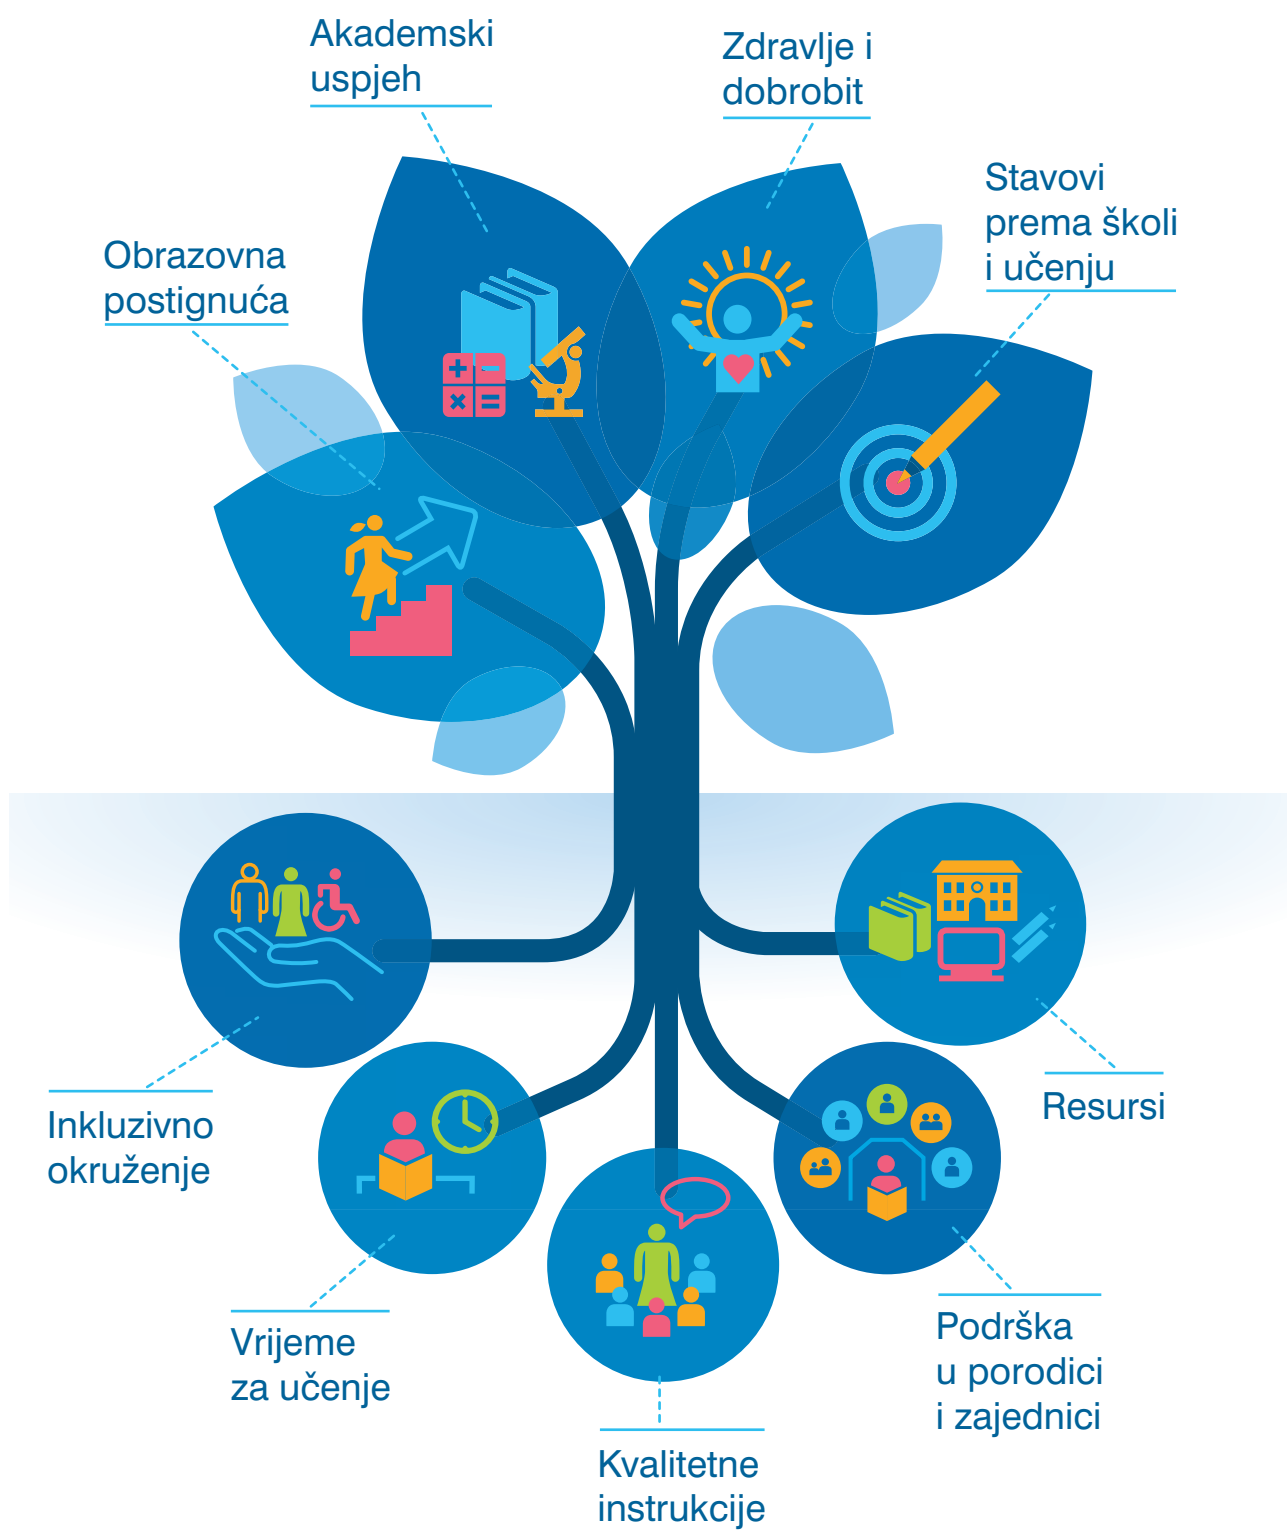 Akademski
uspjeh
Zdravlje i
dobrobit
Stavovi
prema školi
i učenju
Obrazovna
postignuća
Inkluzivno
okruženje
Resursi
Vrijeme
za učenje
Podrška
u porodici
i zajednici
Kvalitetne
instrukcije